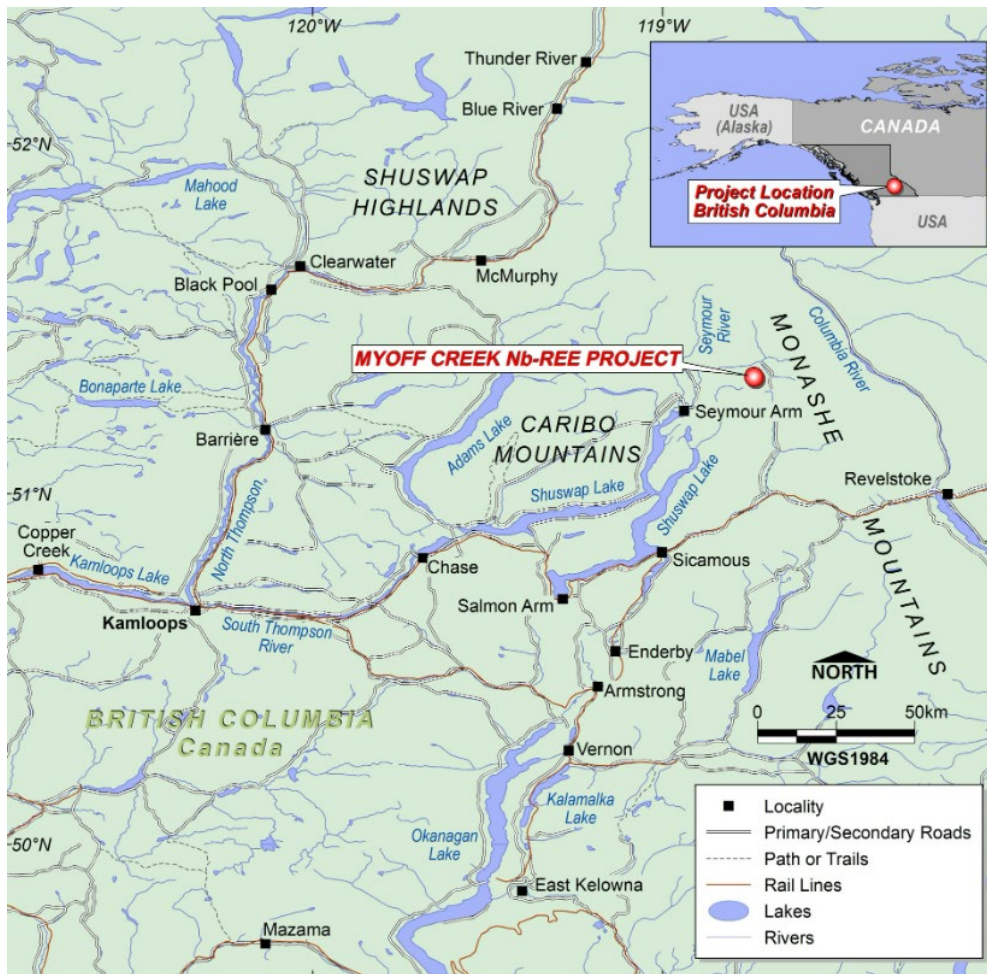 120°W
119°W
Thunder River
Blue River
52°N
Mahood
Lake
SHUSWAP
HIGHLANDS
Clearwater
McMurphy
Black Pool
USA
(Alaska)
CANADA
Project Location
British Columbia
USA
Seymour
River
MONASHE
Columbia
River
MYOFF CREEK Nb-REE PROJECT
Bonaparte Lake
Seymour Arm
Adams Lake
CARIBO
MOUNTAINS
Barrière
Revelstoke
51°N
Shuswap Lake
Shuswap Lake
North Thompson
Copper
Creek
Kamloops Lake
Chase
Sicamous
MOUNTAINS
Salmon Arm
Kamloops
South Thompson
River
Enderby
Mabel
Lake
NORTH
Armstrong
BRITISH COLUMBIA
Canada
0 25 50km
WGS1984
Vernon
Kalamalka
Lake
50°N
Okanagan
Lake
East Kelowna
Mazama
Locality
Primary/Secondary Roads
Path or Trails
Rail Lines
Lakes
Rivers